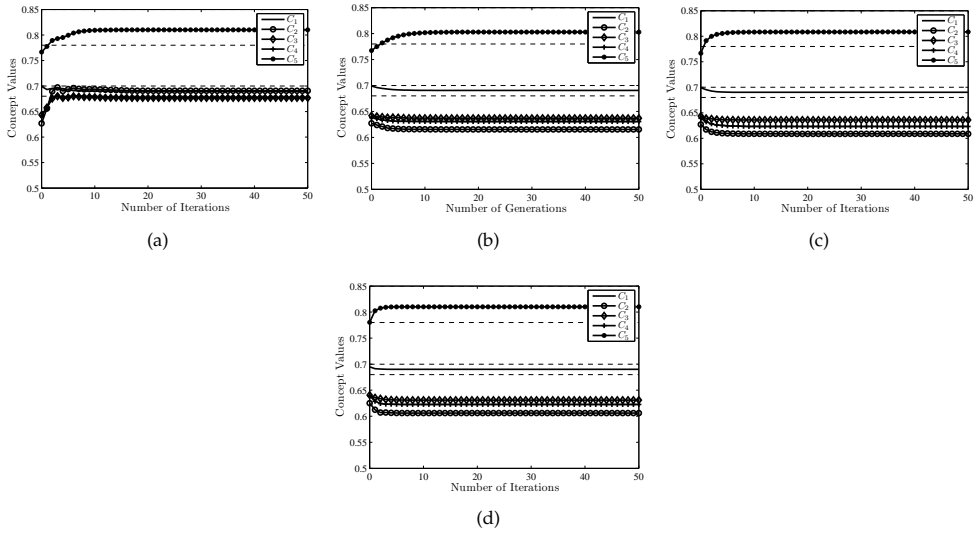 0.85
0.8
0.75
0.7
0.65
0.6
0.55
0.5
Concept Values
0 10 20 30 40 50
Number of Iterations
C1
C2
C3
C4
C5
(a)
0.85
0.8
0.75
0.7
0.65
0.6
0.55
0.5
Concept Values
0 10 20 30 40 50
Number of Generations
C1
C2
C3
C4
C5
(b)
0.85
0.8
0.75
0.7
0.65
0.6
0.55
0.5
Concept Values
0 10 20 30 40 50
Number of Iterations
C1
C2
C3
C4
C5
(c)
0.85
0.8
0.75
0.7
0.65
0.6
0.55
0.5
Concept Values
0 10 20 30 40 50
Number of Iterations
C1
C2
C3
C4
C5
(d)